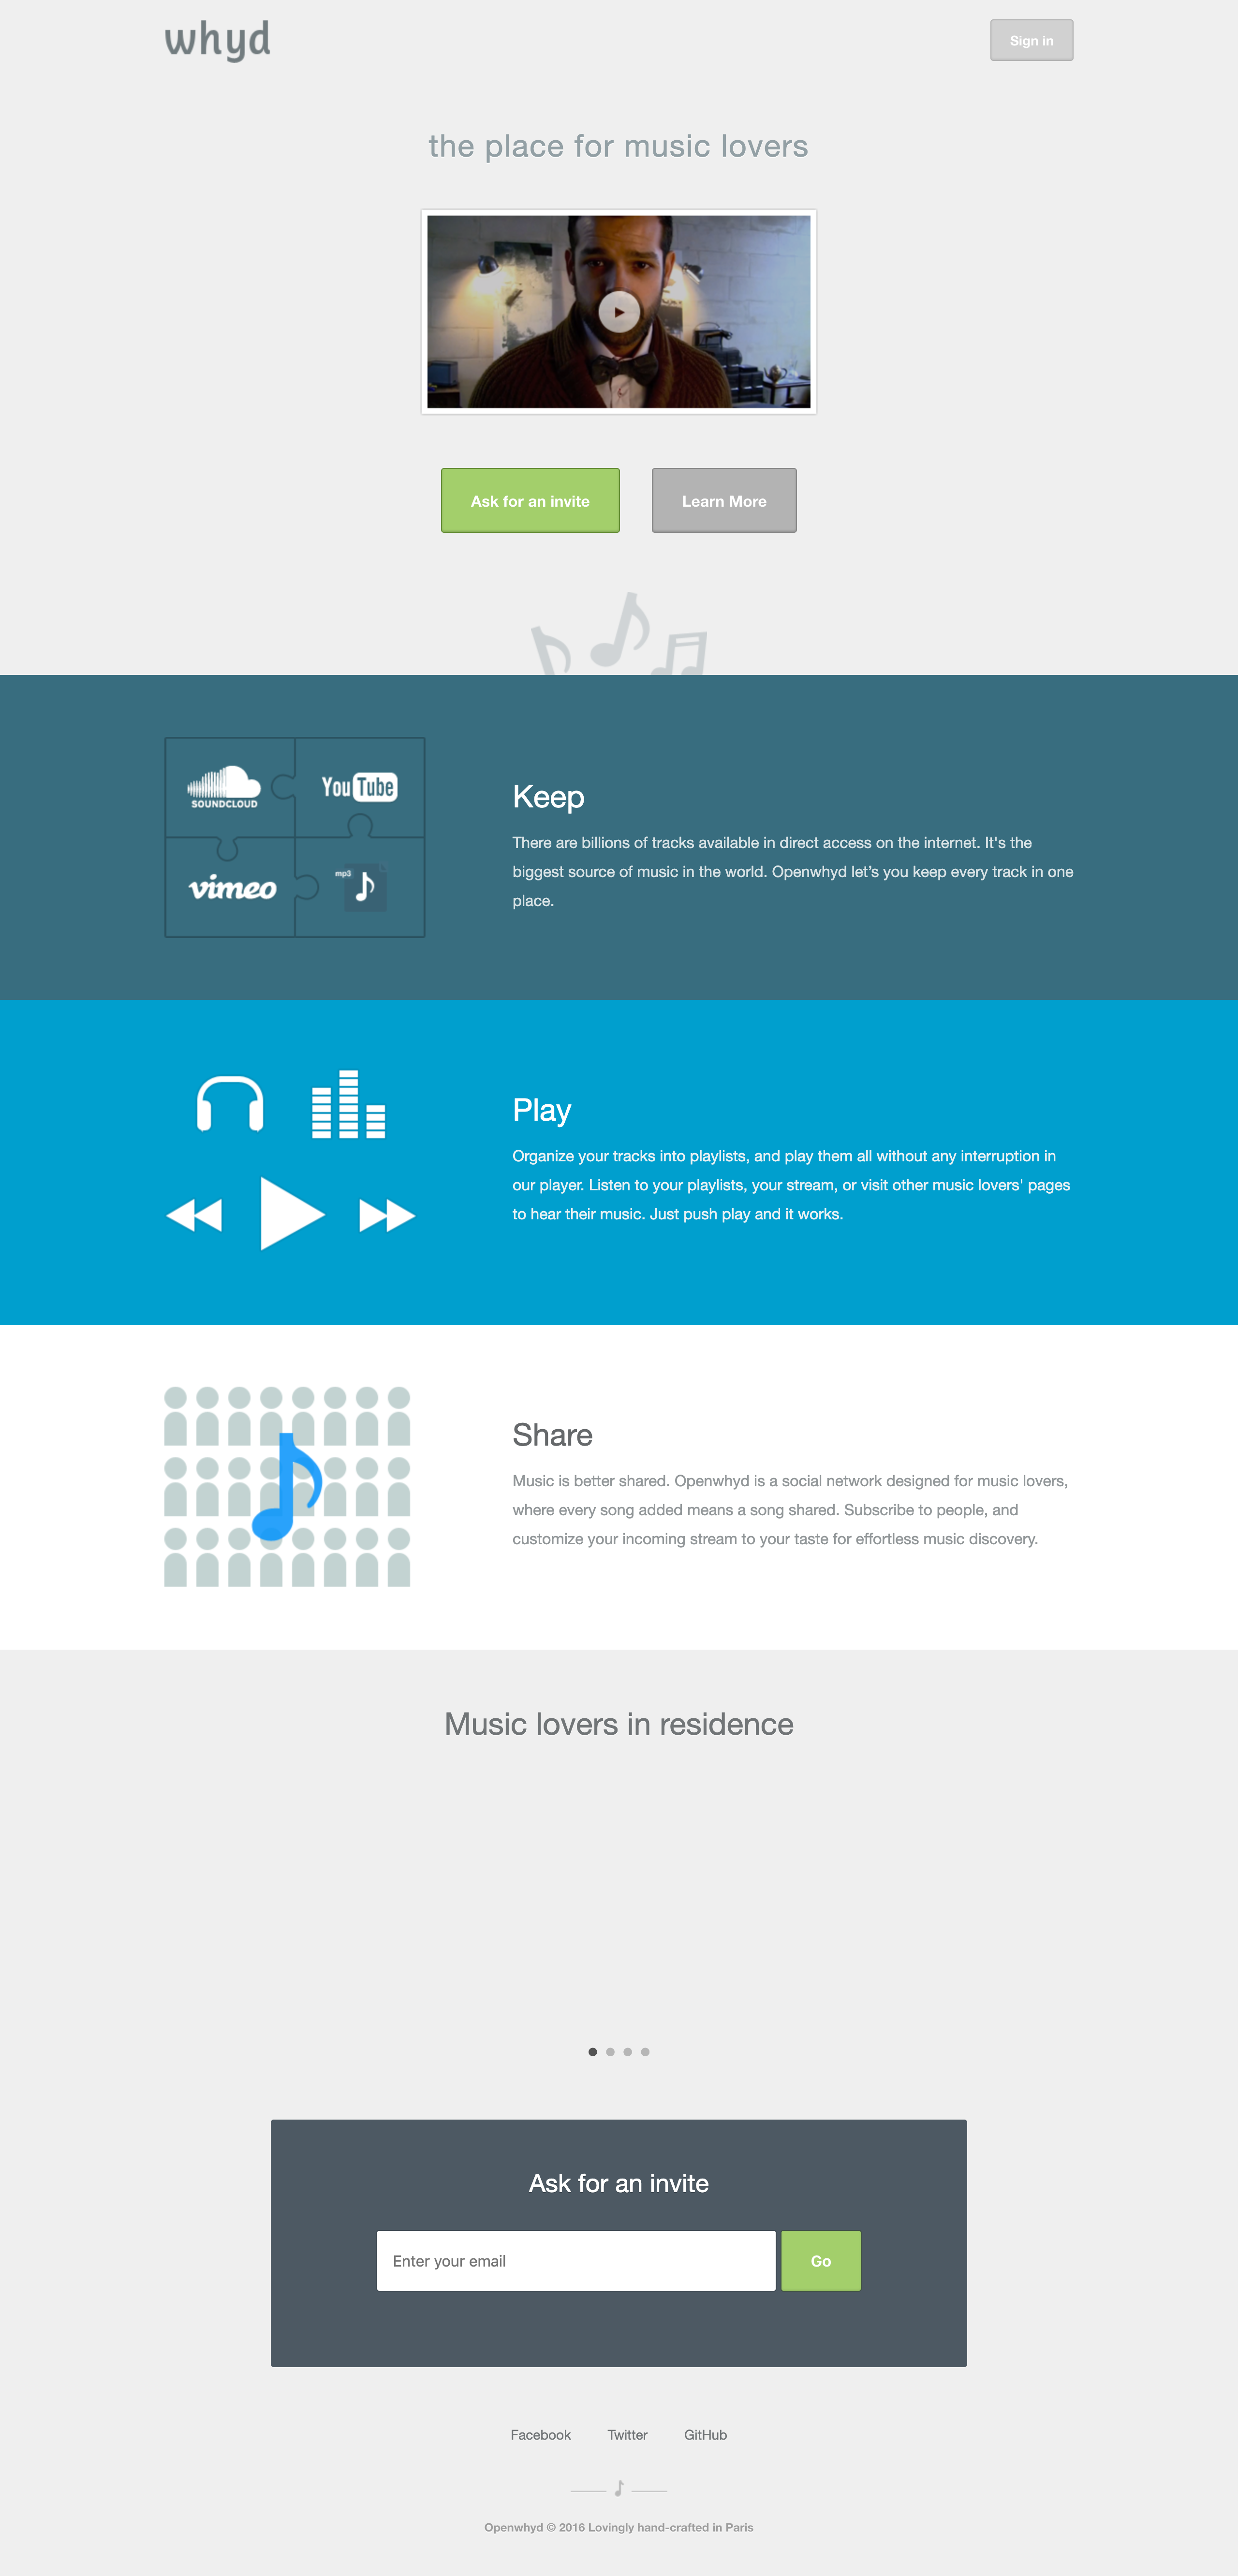 whyd
Sign in
the place for music lovers
Ask for an invite
Learn More
SOUNDCLOUD
YouTube
vimeo
mp3
Keep
There are billions of tracks available in direct access on the internet. It's the
biggest source of music in the world. Openwhyd let’s you keep every track in one
place.
Play
Organize your tracks into playlists, and play them all without any interruption in
our player. Listen to your playlists, your stream, or visit other music lovers' pages
to hear their music. Just push play and it works.
Share
Music is better shared. Openwhyd is a social network designed for music lovers,
where every song added means a song shared. Subscribe to people, and
customize your incoming stream to your taste for effortless music discovery.
Music lovers in residence
Ask for an invite
Enter your email
Go
Facebook
Twitter
GitHub
Openwhyd © 2016 Lovingly hand-crafted in Paris